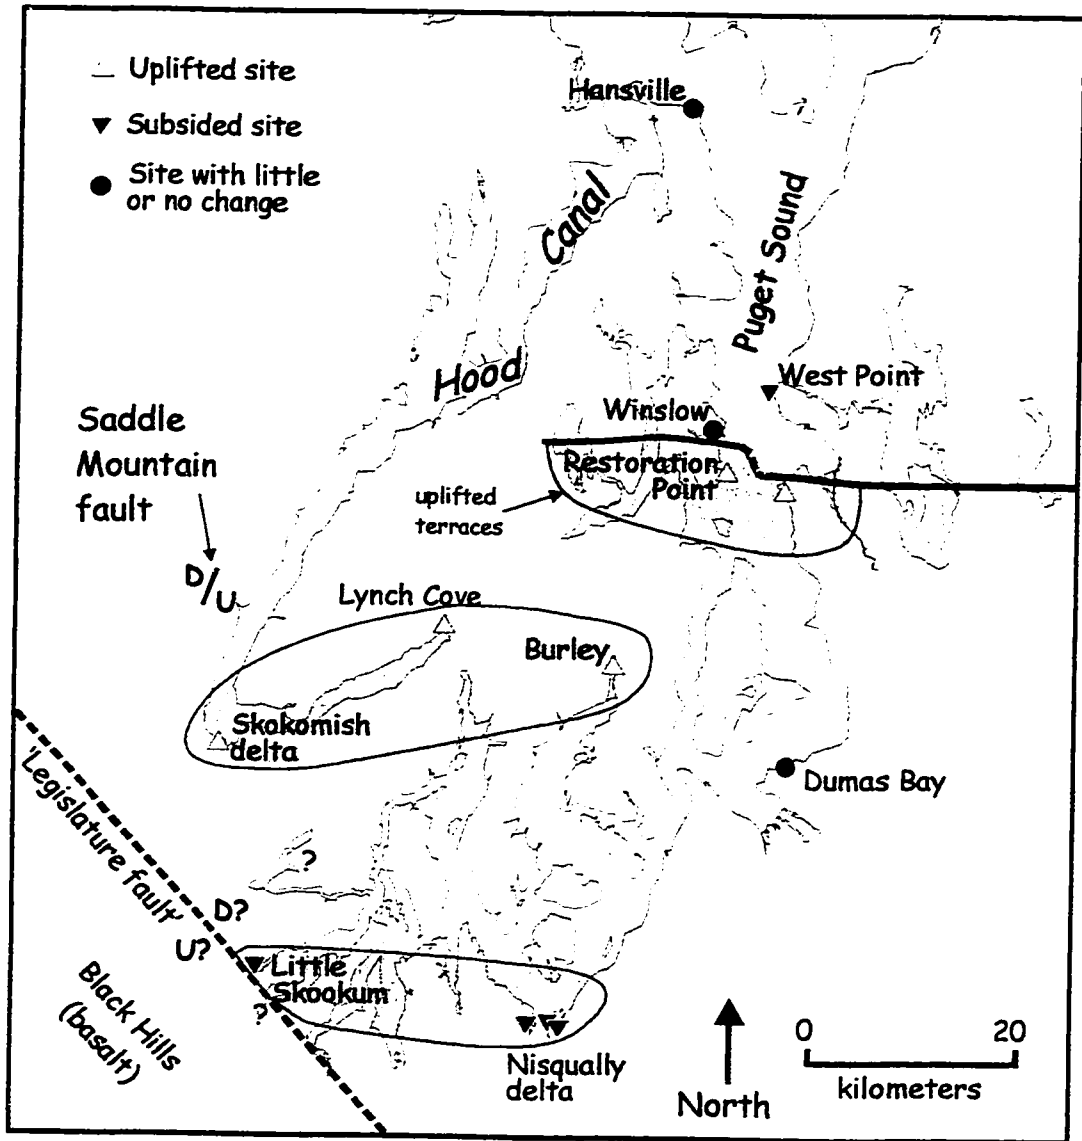 Uplifted site
Subsided site
Site with little
or no change
Hansville
Canal
Hood
Puget Sound
West Point
Winslow
Restoration
Point
uplifted
terraces
Saddle
Mountain
fault
D/U
Lynch Cove
Burley
Skokomish
delta
Dumas Bay
'Legislature fault'
?
D?
U?
Little
Skookum
?
Black Hills
(basalt)
Nisqually
delta
North
0 20
kilometers